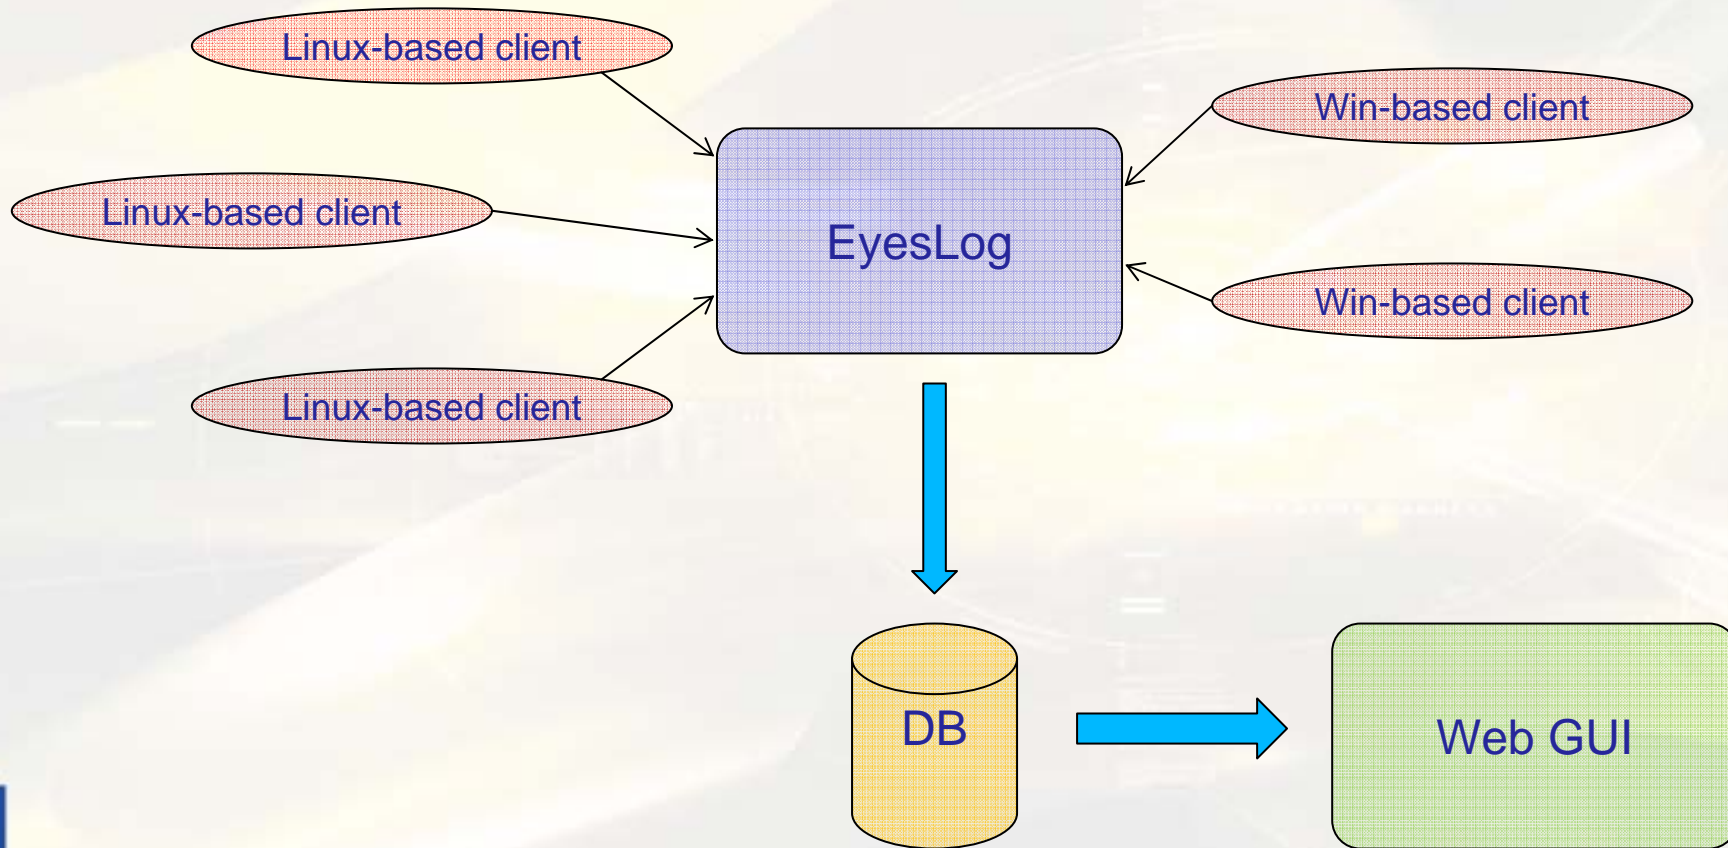 Linux-based client
Win-based client
Linux-based client
EyesLog
Win-based client
Linux-based client
DB
Web GUI